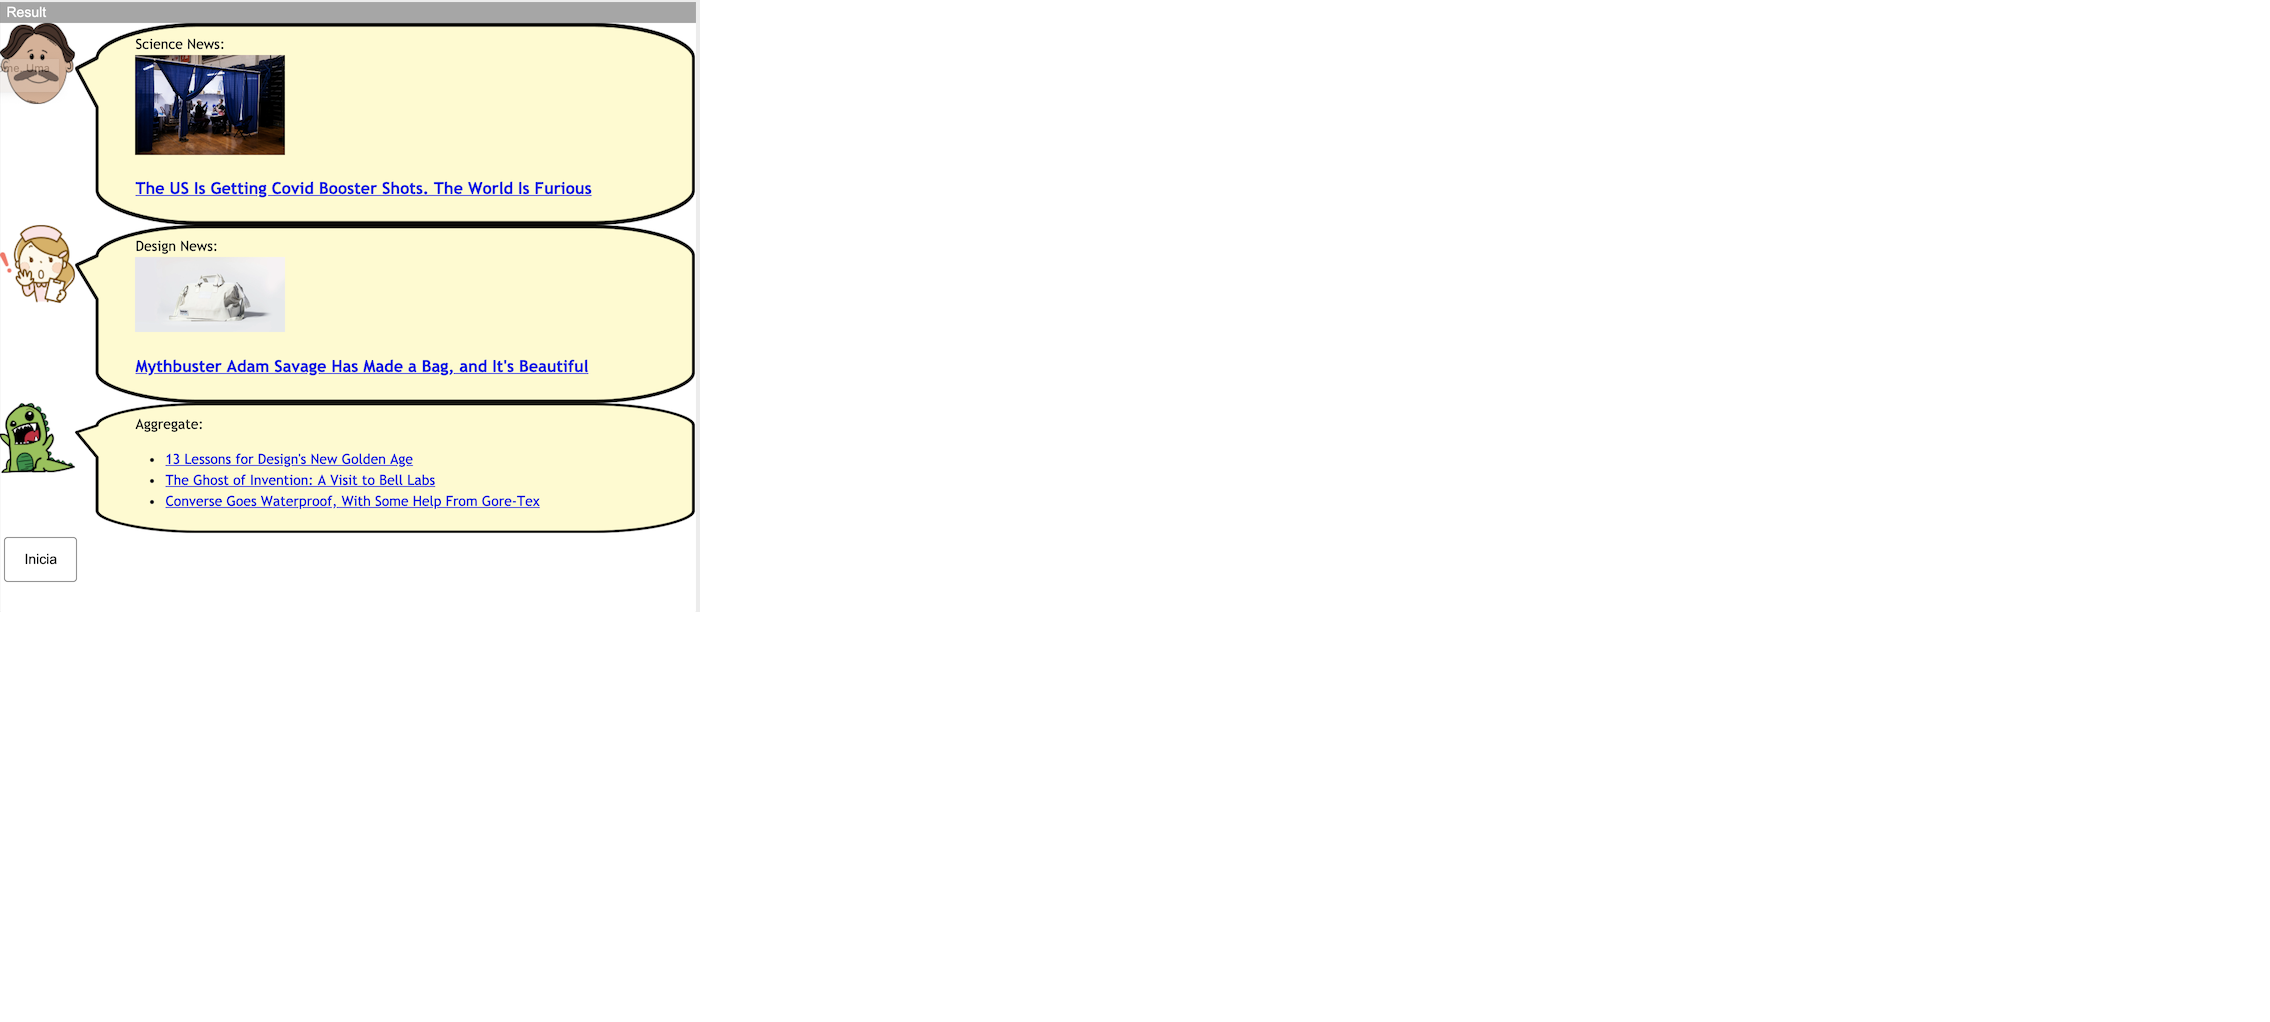 Result
Science News:
me, Uma
The US Is Getting Covid Booster Shots. The World Is Furious
Design News:
Mythbuster Adam Savage Has Made a Bag, and It's Beautiful
Aggregate:
13 Lessons for Design's New Golden Age
The Ghost of Invention: A Visit to Bell Labs
Converse Goes Waterproof, With Some Help From Gore-Tex
Inicia